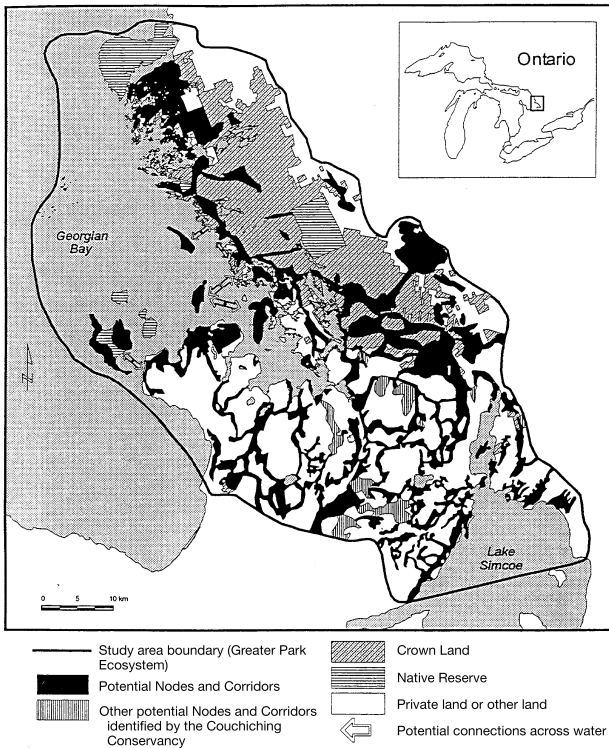 Ontario
Georgian
Bay
N
Lake
Simcoe
0 5 10 km
Study area boundary (Greater Park
Ecosystem)
Potential Nodes and Corridors
Other potential Nodes and Corridors
identified by the Couchiching
Conservancy
Crown Land
Native Reserve
Private land or other land
Potential connections across water